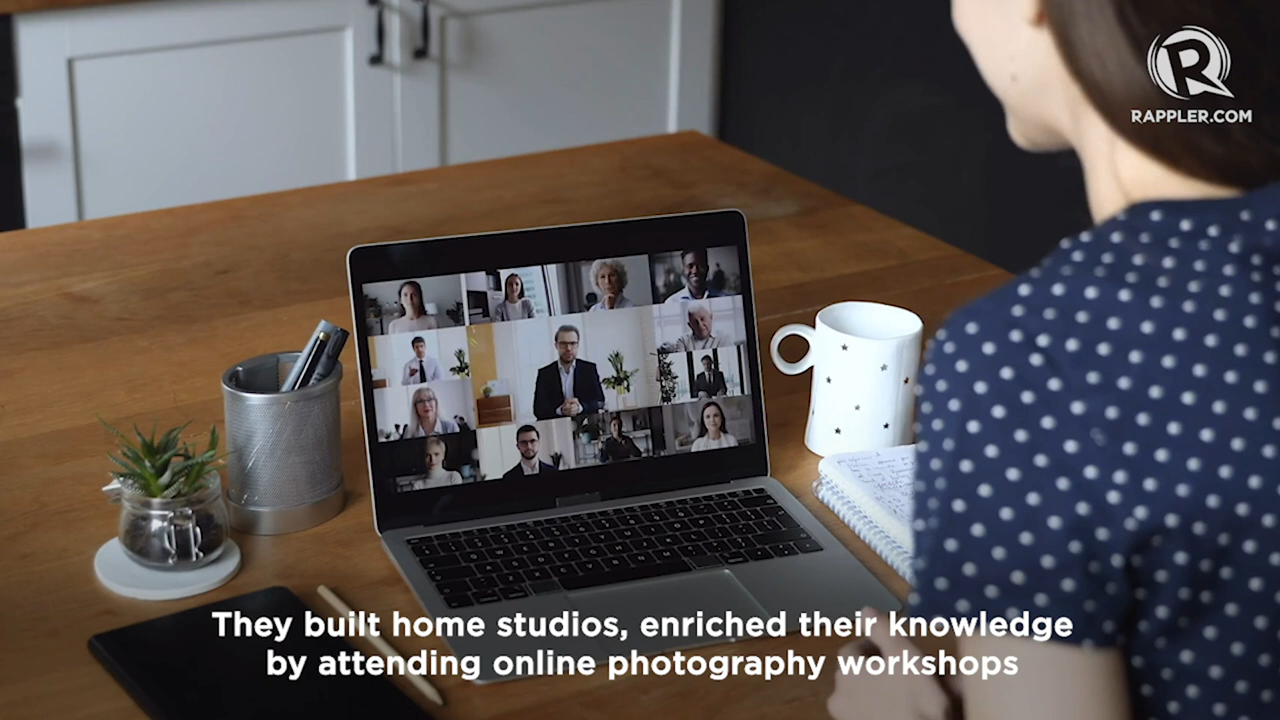 R
RAPPLER.COM
They built home studios, enriched their knowledge
by attending online photography workshops